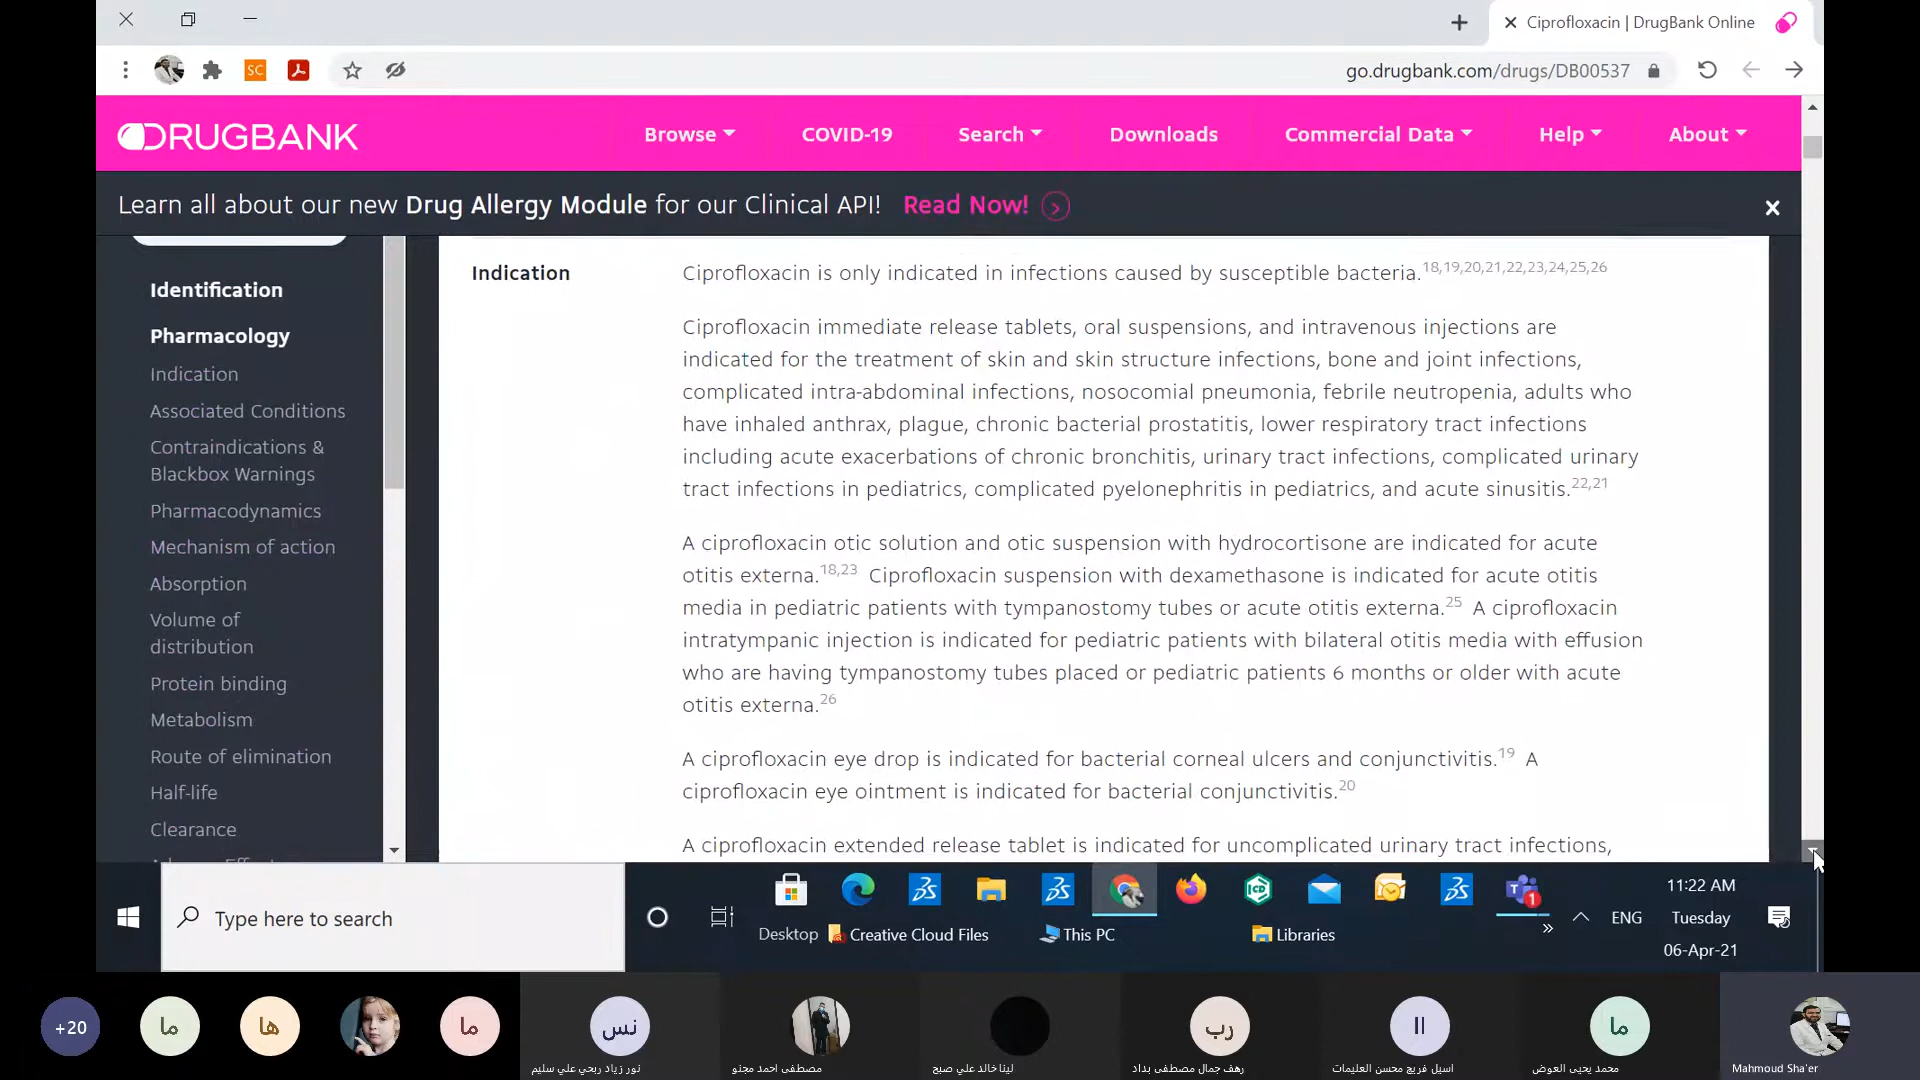 Ciprofloxacin | DrugBank Online
SC
go.drugbank.com/drugs/DB00537
DRUGBANK
Browse
COVID-19
Search
Downloads
Commercial Data
Help
About
Learn all about our new Drug Allergy Module for our Clinical API! Read Now!
Identification
Pharmacology
Indication
Associated Conditions
Contraindications &
Blackbox Warnings
Pharmacodynamics
Mechanism of action
Absorption
Volume of
distribution
Protein binding
Metabolism
Route of elimination
Half-life
Clearance
Indication
Ciprofloxacin is only indicated in infections caused by susceptible bacteria.18,19,20,21,22,23,24,25,26
Ciprofloxacin immediate release tablets, oral suspensions, and intravenous injections are
indicated for the treatment of skin and skin structure infections, bone and joint infections,
complicated intra-abdominal infections, nosocomial pneumonia, febrile neutropenia, adults who
have inhaled anthrax, plague, chronic bacterial prostatitis, lower respiratory tract infections
including acute exacerbations of chronic bronchitis, urinary tract infections, complicated urinary
tract infections in pediatrics, complicated pyelonephritis in pediatrics, and acute sinusitis.22,21
A ciprofloxacin otic solution and otic suspension with hydrocortisone are indicated for acute
otitis externa.18,23 Ciprofloxacin suspension with dexamethasone is indicated for acute otitis
media in pediatric patients with tympanostomy tubes or acute otitis externa.25 A ciprofloxacin
intratympanic injection is indicated for pediatric patients with bilateral otitis media with effusion
who are having tympanostomy tubes placed or pediatric patients 6 months or older with acute
otitis externa.26
A ciprofloxacin eye drop is indicated for bacterial corneal ulcers and conjunctivitis.19 A
ciprofloxacin eye ointment is indicated for bacterial conjunctivitis.20
A ciprofloxacin extended release tablet is indicated for uncomplicated urinary tract infections,
Type here to search
Desktop
Creative Cloud Files
This PC
Libraries
ICD
1
ENG
11:22 AM
Tuesday
06-Apr-21
+20
ما
ها
ما
نس
رب
اا
ما
نور زياد ربحي علي سليم
مصطفى احمد مجنو
لينا خالد علي صبح
رهف جمال مصطفى بداد
اسيل فريح محسن العليمات
محمد يحيى العوض
Mahmoud Sha'er